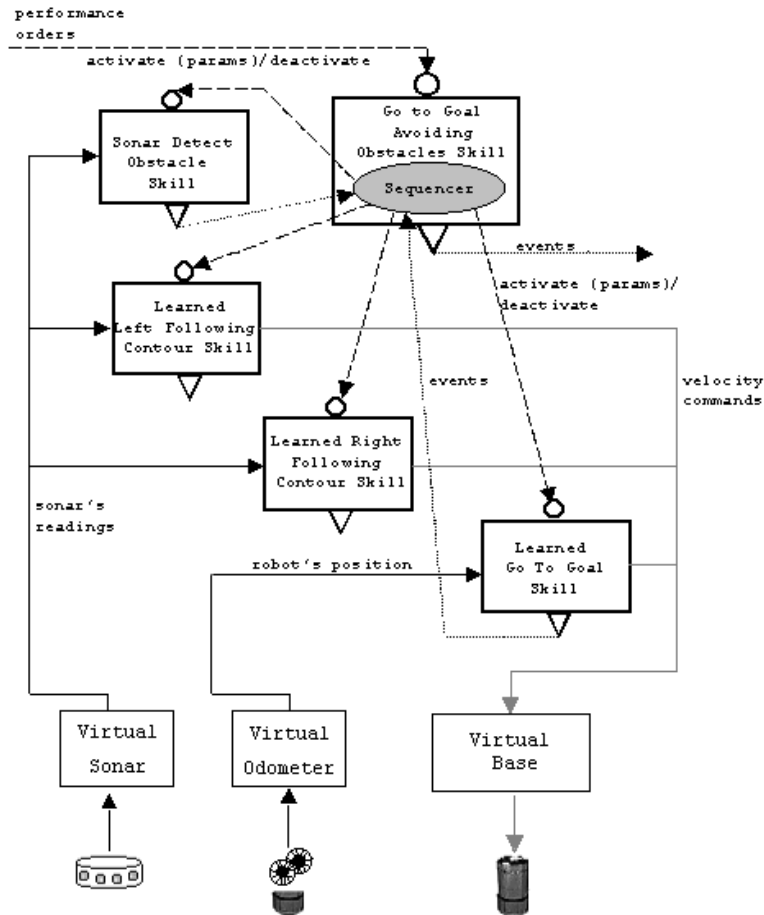 performance
orders
activate (params)/deactivate
Go to Goal
Avoiding
Obstacles Skill
Sequencer
Sonar Detect
Obstacle
Skill
events
activate (params)/
deactivate
Learned
Left Following
Contour Skill
events
velocity
commands
Learned Right
Following
Contour Skill
sonar's
readings
robot's position
Learned
Go To Goal
Skill
Virtual
Sonar
Virtual
Odometer
Virtual
Base